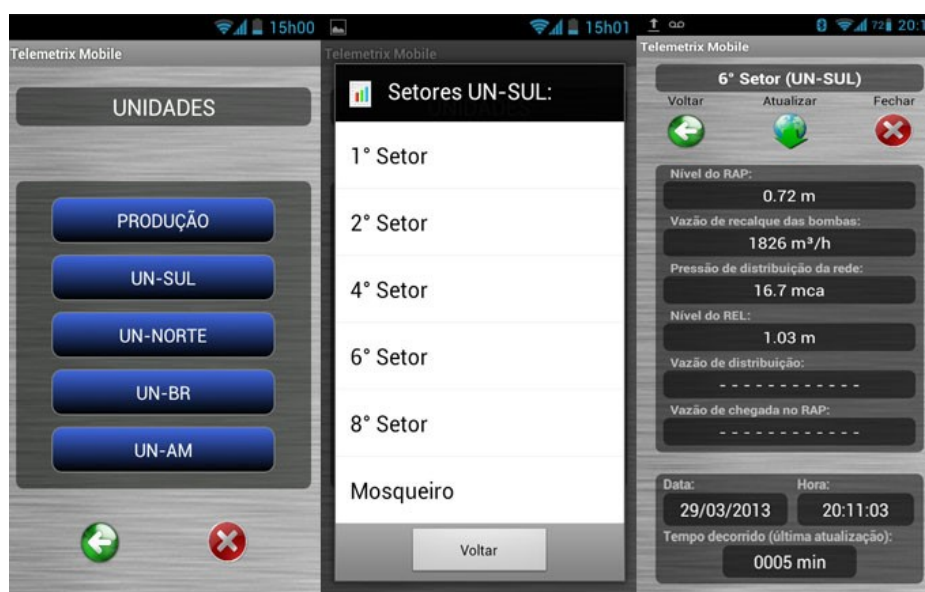 15h00
Telemetrix Mobile
UNIDADES
PRODUÇÃO
UN-SUL
UN-NORTE
UN-BR
UN-AM
15h01
Telemetrix Mobile
Setores UN-SUL:
1° Setor
2° Setor
4° Setor
6° Setor
8° Setor
Mosqueiro
Voltar
72 20:1
Telemetrix Mobile
6° Setor (UN-SUL)
Voltar Atualizar Fechar
Nível do RAP:
0.72 m
Vazão de recalque das bombas:
1826 m³/h
Pressão de distribuição da rede:
16.7 mca
Nível do REL:
1.03 m
Vazão de distribuição:
- - - - - - - - - - - -
Vazão de chegada no RAP:
- - - - - - - - - - - -
Data: Hora:
29/03/2013 20:11:03
Tempo decorrido (última atualização):
0005 min